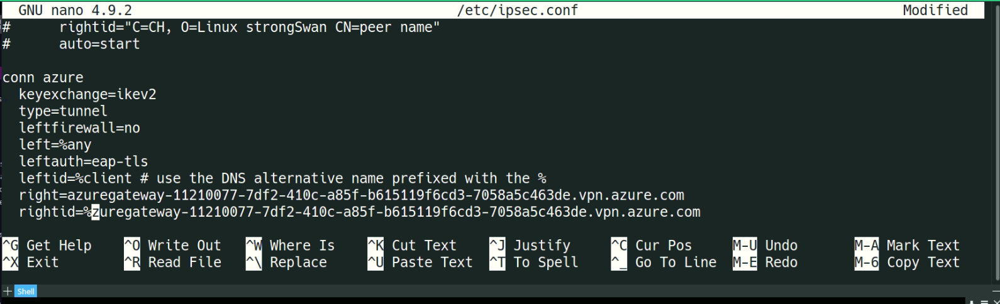 GNU nano 4.9.2 /etc/ipsec.conf Modified
# rightid="C=CH, O=Linux strongSwan CN=peer name"
# auto=start
conn azure
keyexchange=ikev2
type=tunnel
leftfirewall=no
left=%any
leftauth=eap-tls
leftid=%client # use the DNS alternative name prefixed with the %
right=azuregateway-11210077-7df2-410c-a85f-b615119f6cd3-7058a5c463de.vpn.azure.com
rightid=%zuregateway-11210077-7df2-410c-a85f-b615119f6cd3-7058a5c463de.vpn.azure.com
^G Get Help ^O Write Out ^W Where Is ^K Cut Text ^J Justify ^C Cur Pos M-U Undo M-A Mark Text
^X Exit ^R Read File ^\ Replace ^U Paste Text ^T To Spell ^_ Go To Line M-E Redo M-6 Copy Text
Shell